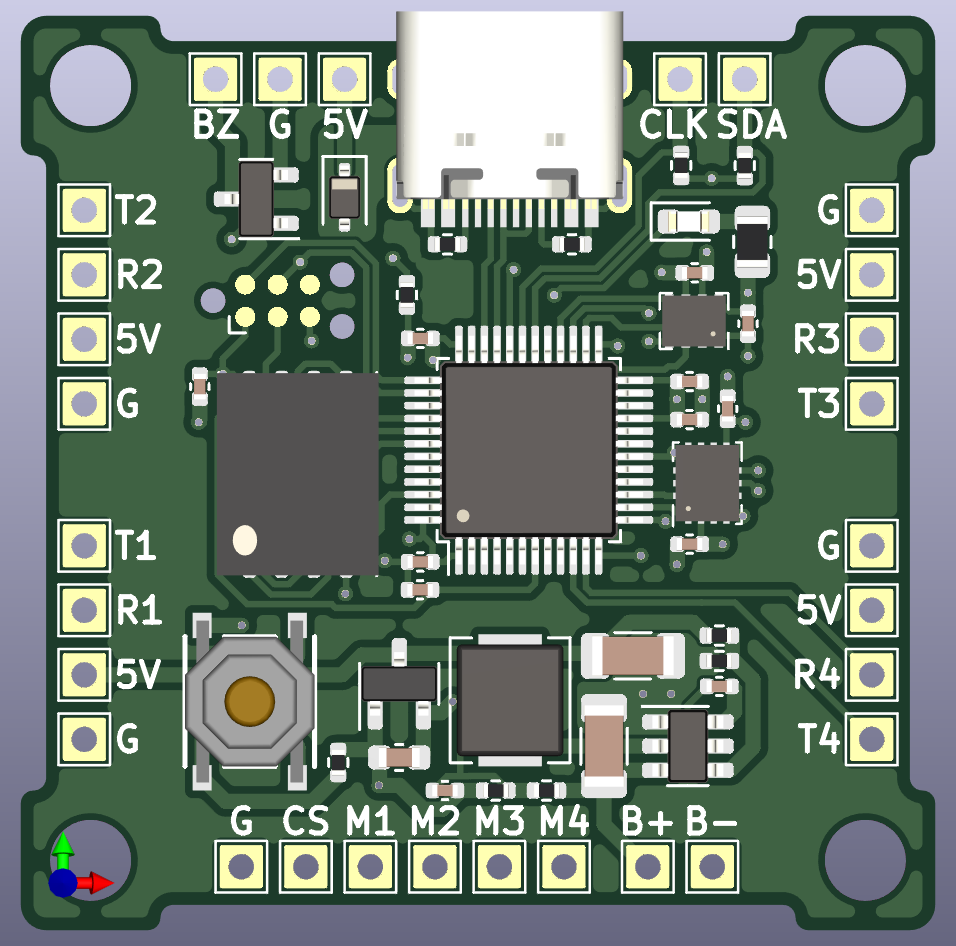 BZ G 5V CLK SDA
T2 G
R2 5V
5V R3
G T3
T1 G
R1 5V
5V R4
G T4
G CS M1 M2 M3 M4 B+ B-